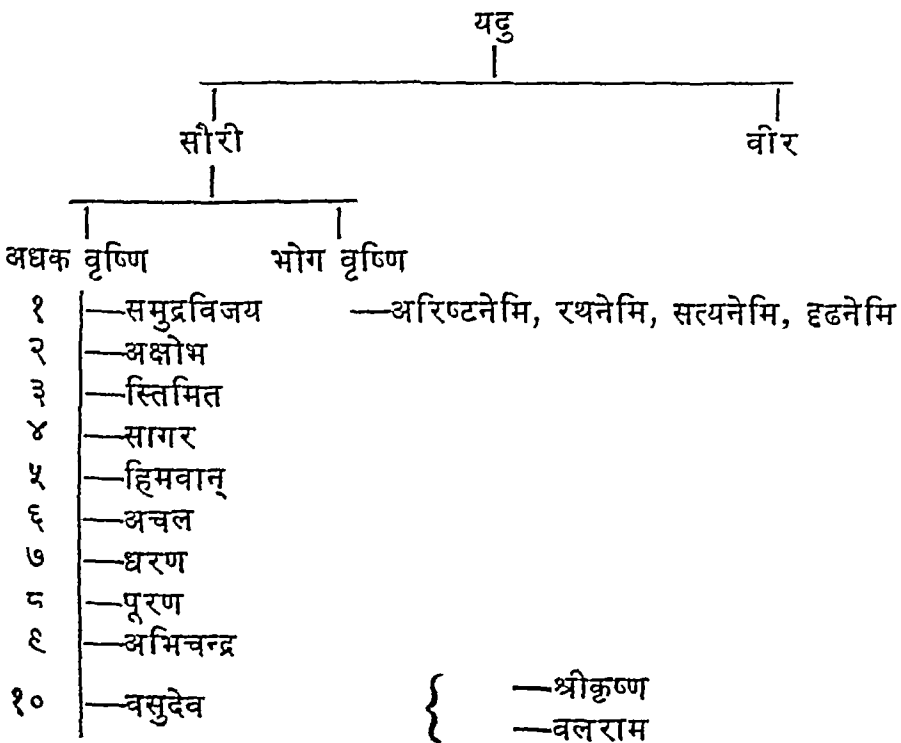 यदु
सौरी वीर
अधक वृष्णि भोग वृष्णि
१ —समुद्रविजय —अरिष्टनेमि, रथनेमि, सत्यनेमि, दृढनेमि
२ —अक्षोभ
३ —स्तिमित
४ —सागर
५ —हिमवान्
६ —अचल
७ —धरण
८ —पूरण
९ —अभिचन्द्र
१० —वसुदेव { —श्रीकृष्ण
—वलराम